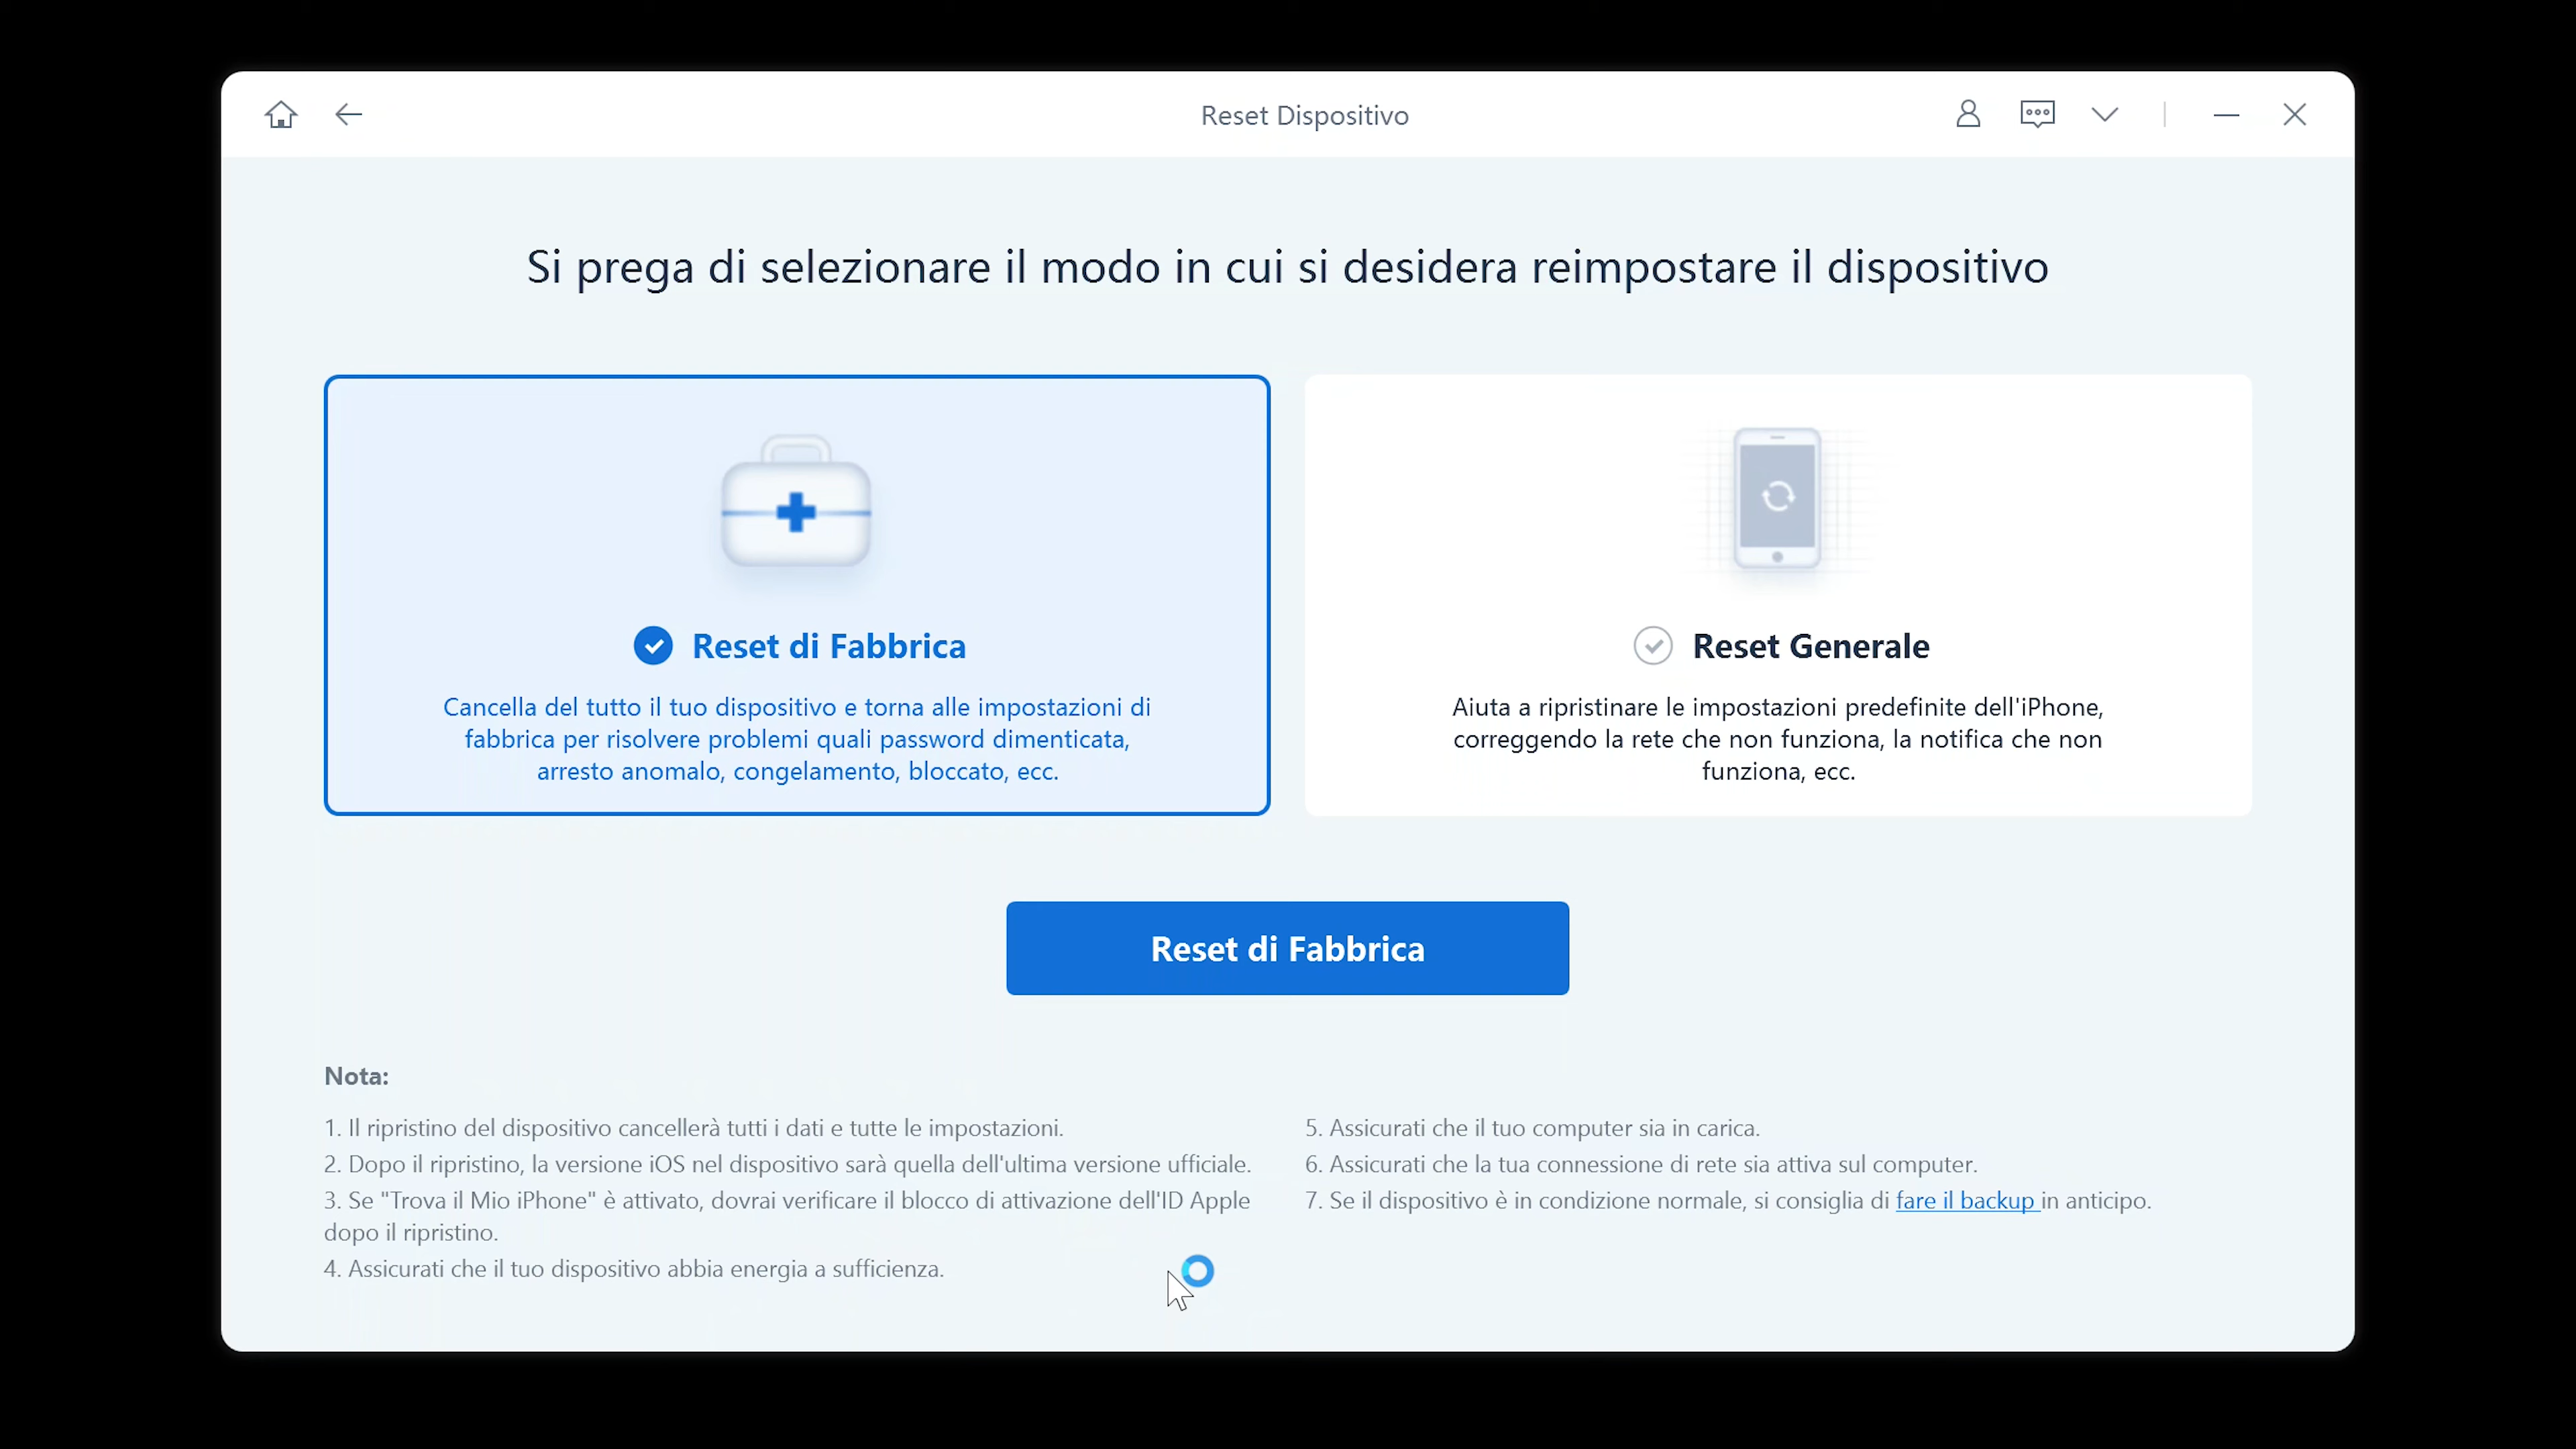 Reset Dispositivo
Si prega di selezionare il modo in cui si desidera reimpostare il dispositivo
Reset di Fabbrica
Cancella del tutto il tuo dispositivo e torna alle impostazioni di
fabbrica per risolvere problemi quali password dimenticata,
arresto anomalo, congelamento, bloccato, ecc.
Reset Generale
Aiuta a ripristinare le impostazioni predefinite dell'iPhone,
correggendo la rete che non funziona, la notifica che non
funziona, ecc.
Reset di Fabbrica
Nota:
1. Il ripristino del dispositivo cancellerà tutti i dati e tutte le impostazioni.
2. Dopo il ripristino, la versione iOS nel dispositivo sarà quella dell'ultima versione ufficiale.
3. Se "Trova il Mio iPhone" è attivato, dovrai verificare il blocco di attivazione dell'ID Apple
dopo il ripristino.
4. Assicurati che il tuo dispositivo abbia energia a sufficienza.
5. Assicurati che il tuo computer sia in carica.
6. Assicurati che la tua connessione di rete sia attiva sul computer.
7. Se il dispositivo è in condizione normale, si consiglia di fare il backup in anticipo.